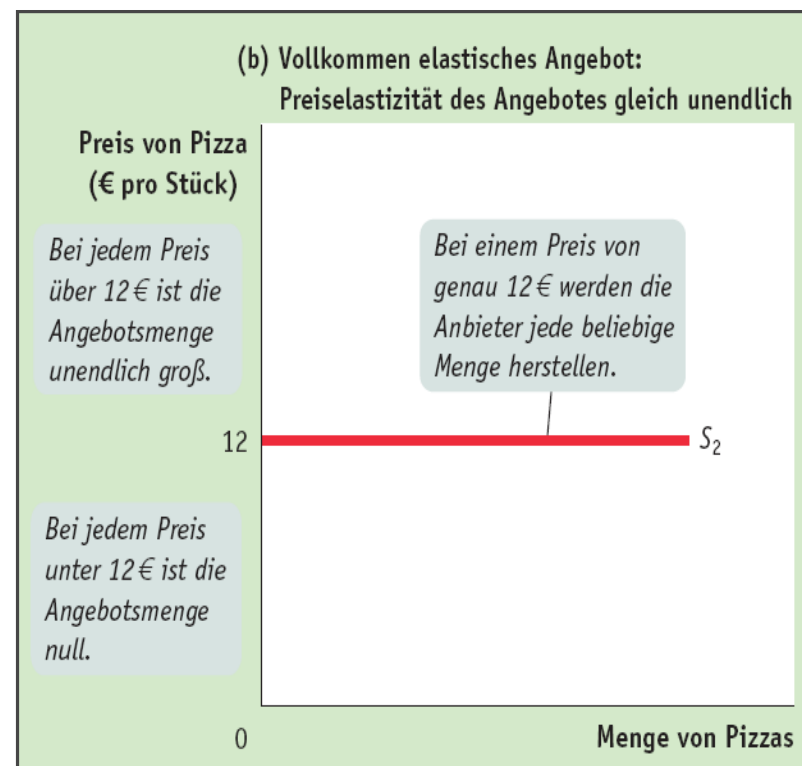 (b) Vollkommen elastisches Angebot:
Preiselastizität des Angebotes gleich unendlich
Preis von Pizza
(€ pro Stück)
Bei jedem Preis
über 12 € ist die
Angebotsmenge
unendlich groß.
Bei einem Preis von
genau 12 € werden die
Anbieter jede beliebige
Menge herstellen.
12
S₂
Bei jedem Preis
unter 12 € ist die
Angebotsmenge
null.
0
Menge von Pizzas